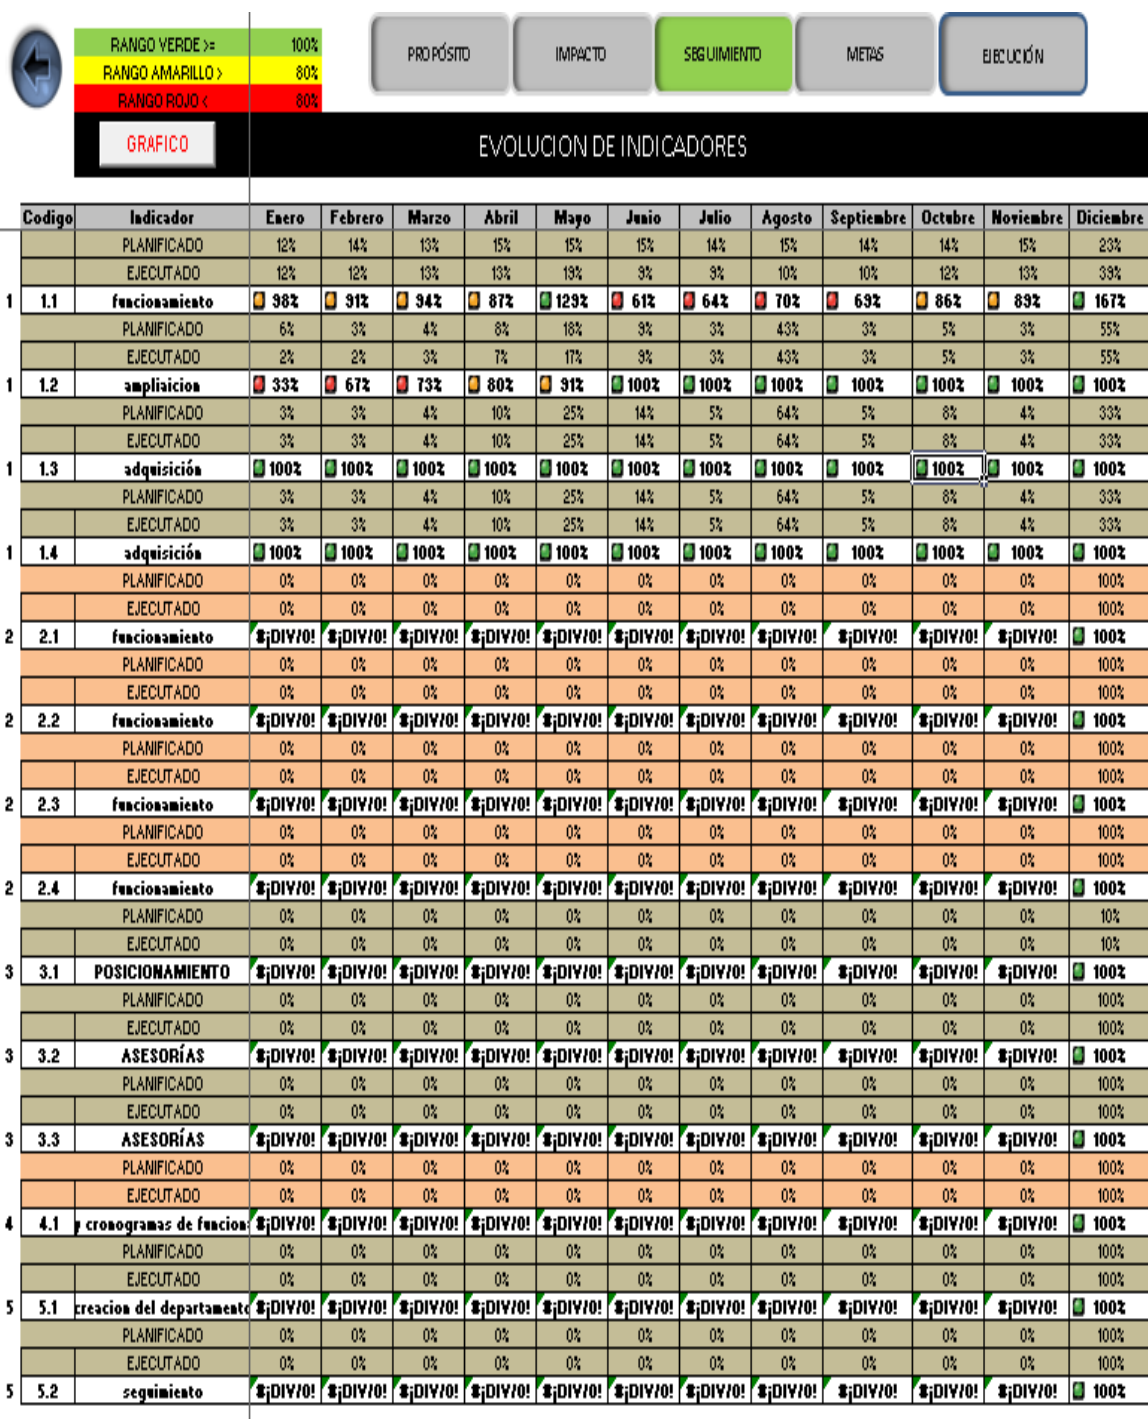 RANGO VERDE >= 100%
RANGO AMARILLO > 80%
RANGO ROJO < 80%
PROPÓSITO IMPACTO SEGUIMIENTO METAS EJECUCIÓN
GRAFICO EVOLUCION DE INDICADORES
Codigo Indicador Enero Febrero Marzo Abril Mayo Junio Julio Agosto Septiembre Octubre Noviembre Diciembre
PLANIFICADO 12% 14% 13% 15% 15% 15% 14% 15% 14% 14% 15% 23%
EJECUTADO 12% 12% 13% 13% 19% 9% 9% 10% 10% 12% 13% 39%
1 1.1 funcionamiento 98% 91% 94% 87% 129% 61% 64% 70% 69% 86% 89% 167%
PLANIFICADO 6% 3% 4% 8% 18% 9% 3% 43% 3% 5% 3% 55%
EJECUTADO 2% 2% 3% 7% 17% 9% 3% 43% 3% 5% 3% 55%
1 1.2 ampliaicion 33% 67% 73% 80% 91% 100% 100% 100% 100% 100% 100% 100%
PLANIFICADO 3% 3% 4% 10% 25% 14% 5% 64% 5% 8% 4% 33%
EJECUTADO 3% 3% 4% 10% 25% 14% 5% 64% 5% 8% 4% 33%
1 1.3 adquisición 100% 100% 100% 100% 100% 100% 100% 100% 100% 100% 100% 100%
PLANIFICADO 3% 3% 4% 10% 25% 14% 5% 64% 5% 8% 4% 33%
EJECUTADO 3% 3% 4% 10% 25% 14% 5% 64% 5% 8% 4% 33%
1 1.4 adquisición 100% 100% 100% 100% 100% 100% 100% 100% 100% 100% 100% 100%
PLANIFICADO 0% 0% 0% 0% 0% 0% 0% 0% 0% 0% 0% 100%
EJECUTADO 0% 0% 0% 0% 0% 0% 0% 0% 0% 0% 0% 100%
2 2.1 funcionamiento #¡DIV/0! #¡DIV/0! #¡DIV/0! #¡DIV/0! #¡DIV/0! #¡DIV/0! #¡DIV/0! #¡DIV/0! #¡DIV/0! #¡DIV/0! #¡DIV/0! 100%
PLANIFICADO 0% 0% 0% 0% 0% 0% 0% 0% 0% 0% 0% 100%
EJECUTADO 0% 0% 0% 0% 0% 0% 0% 0% 0% 0% 0% 100%
2 2.2 funcionamiento #¡DIV/0! #¡DIV/0! #¡DIV/0! #¡DIV/0! #¡DIV/0! #¡DIV/0! #¡DIV/0! #¡DIV/0! #¡DIV/0! #¡DIV/0! #¡DIV/0! 100%
PLANIFICADO 0% 0% 0% 0% 0% 0% 0% 0% 0% 0% 0% 100%
EJECUTADO 0% 0% 0% 0% 0% 0% 0% 0% 0% 0% 0% 100%
2 2.3 funcionamiento #¡DIV/0! #¡DIV/0! #¡DIV/0! #¡DIV/0! #¡DIV/0! #¡DIV/0! #¡DIV/0! #¡DIV/0! #¡DIV/0! #¡DIV/0! #¡DIV/0! 100%
PLANIFICADO 0% 0% 0% 0% 0% 0% 0% 0% 0% 0% 0% 100%
EJECUTADO 0% 0% 0% 0% 0% 0% 0% 0% 0% 0% 0% 100%
2 2.4 funcionamiento #¡DIV/0! #¡DIV/0! #¡DIV/0! #¡DIV/0! #¡DIV/0! #¡DIV/0! #¡DIV/0! #¡DIV/0! #¡DIV/0! #¡DIV/0! #¡DIV/0! 100%
PLANIFICADO 0% 0% 0% 0% 0% 0% 0% 0% 0% 0% 0% 10%
EJECUTADO 0% 0% 0% 0% 0% 0% 0% 0% 0% 0% 0% 10%
3 3.1 POSICIONAMIENTO #¡DIV/0! #¡DIV/0! #¡DIV/0! #¡DIV/0! #¡DIV/0! #¡DIV/0! #¡DIV/0! #¡DIV/0! #¡DIV/0! #¡DIV/0! #¡DIV/0! 100%
PLANIFICADO 0% 0% 0% 0% 0% 0% 0% 0% 0% 0% 0% 100%
EJECUTADO 0% 0% 0% 0% 0% 0% 0% 0% 0% 0% 0% 100%
3 3.2 ASESORÍAS #¡DIV/0! #¡DIV/0! #¡DIV/0! #¡DIV/0! #¡DIV/0! #¡DIV/0! #¡DIV/0! #¡DIV/0! #¡DIV/0! #¡DIV/0! #¡DIV/0! 100%
PLANIFICADO 0% 0% 0% 0% 0% 0% 0% 0% 0% 0% 0% 100%
EJECUTADO 0% 0% 0% 0% 0% 0% 0% 0% 0% 0% 0% 100%
3 3.3 ASESORÍAS #¡DIV/0! #¡DIV/0! #¡DIV/0! #¡DIV/0! #¡DIV/0! #¡DIV/0! #¡DIV/0! #¡DIV/0! #¡DIV/0! #¡DIV/0! #¡DIV/0! 100%
PLANIFICADO 0% 0% 0% 0% 0% 0% 0% 0% 0% 0% 0% 100%
EJECUTADO 0% 0% 0% 0% 0% 0% 0% 0% 0% 0% 0% 100%
4 4.1 y cronogramas de funcion #¡DIV/0! #¡DIV/0! #¡DIV/0! #¡DIV/0! #¡DIV/0! #¡DIV/0! #¡DIV/0! #¡DIV/0! #¡DIV/0! #¡DIV/0! #¡DIV/0! 100%
PLANIFICADO 0% 0% 0% 0% 0% 0% 0% 0% 0% 0% 0% 100%
EJECUTADO 0% 0% 0% 0% 0% 0% 0% 0% 0% 0% 0% 100%
5 5.1 creacion del departamento #¡DIV/0! #¡DIV/0! #¡DIV/0! #¡DIV/0! #¡DIV/0! #¡DIV/0! #¡DIV/0! #¡DIV/0! #¡DIV/0! #¡DIV/0! #¡DIV/0! 100%
PLANIFICADO 0% 0% 0% 0% 0% 0% 0% 0% 0% 0% 0% 100%
EJECUTADO 0% 0% 0% 0% 0% 0% 0% 0% 0% 0% 0% 100%
5 5.2 seguimiento #¡DIV/0! #¡DIV/0! #¡DIV/0! #¡DIV/0! #¡DIV/0! #¡DIV/0! #¡DIV/0! #¡DIV/0! #¡DIV/0! #¡DIV/0! #¡DIV/0! 100%